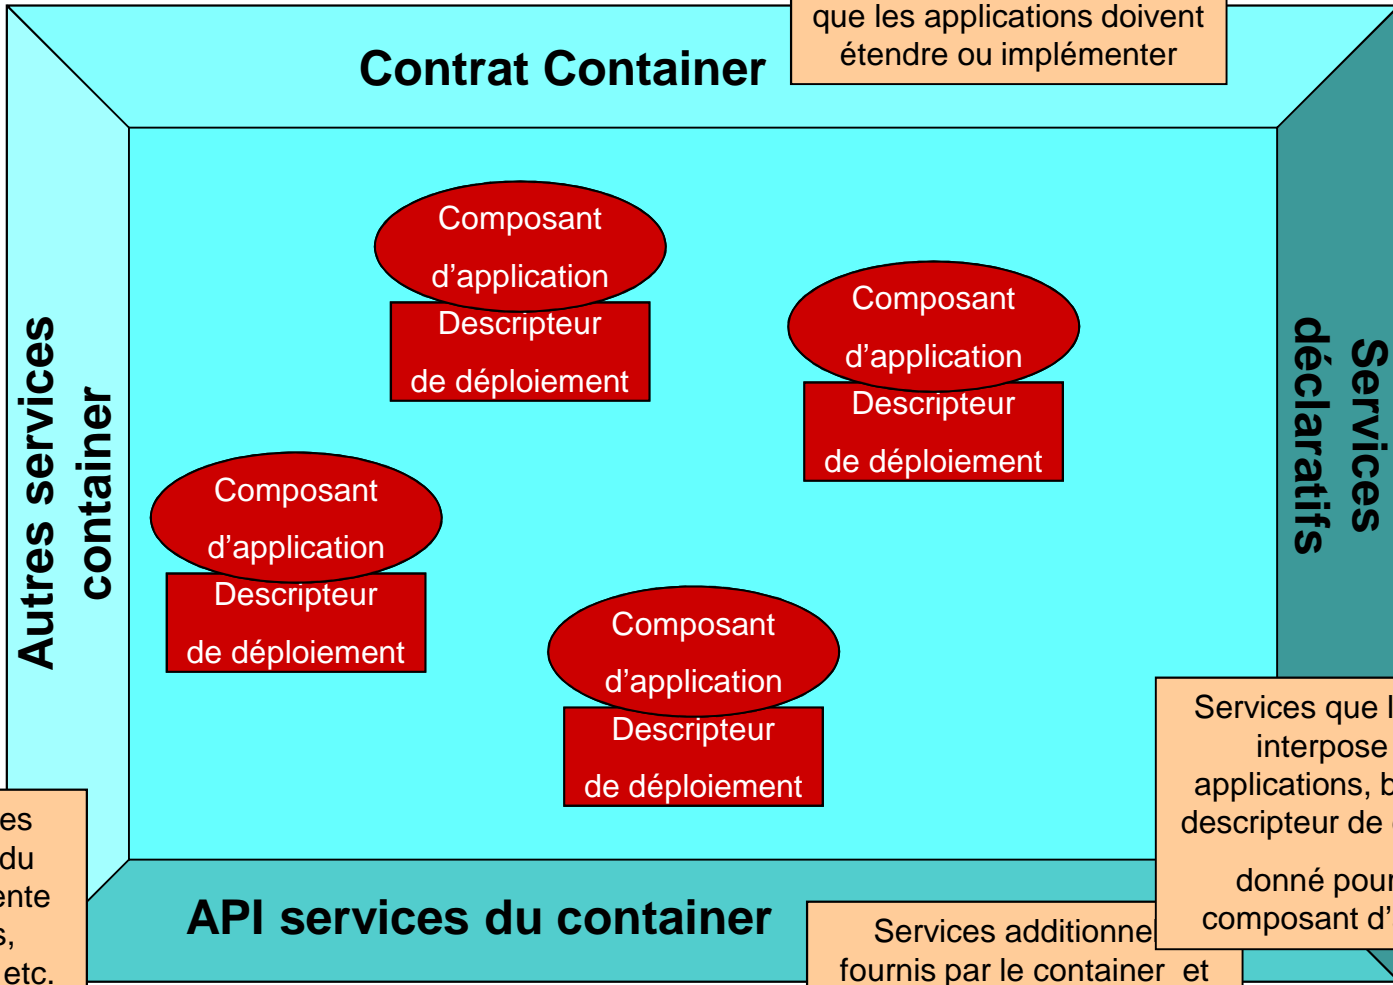 que les applications doivent
étendre ou implémenter
Contrat Container
Composant
d'application
Descripteur
de déploiement
Composant
d'application
Descripteur
de déploiement
Autres services
container
Services
déclaratifs
Composant
d'application
Descripteur
de déploiement
Composant
d'application
Descripteur
de déploiement
Services que
interpose
applications,
descripteur de
donné pour
composant
es
du
etc.
API services du container
Services
fournis par le container et